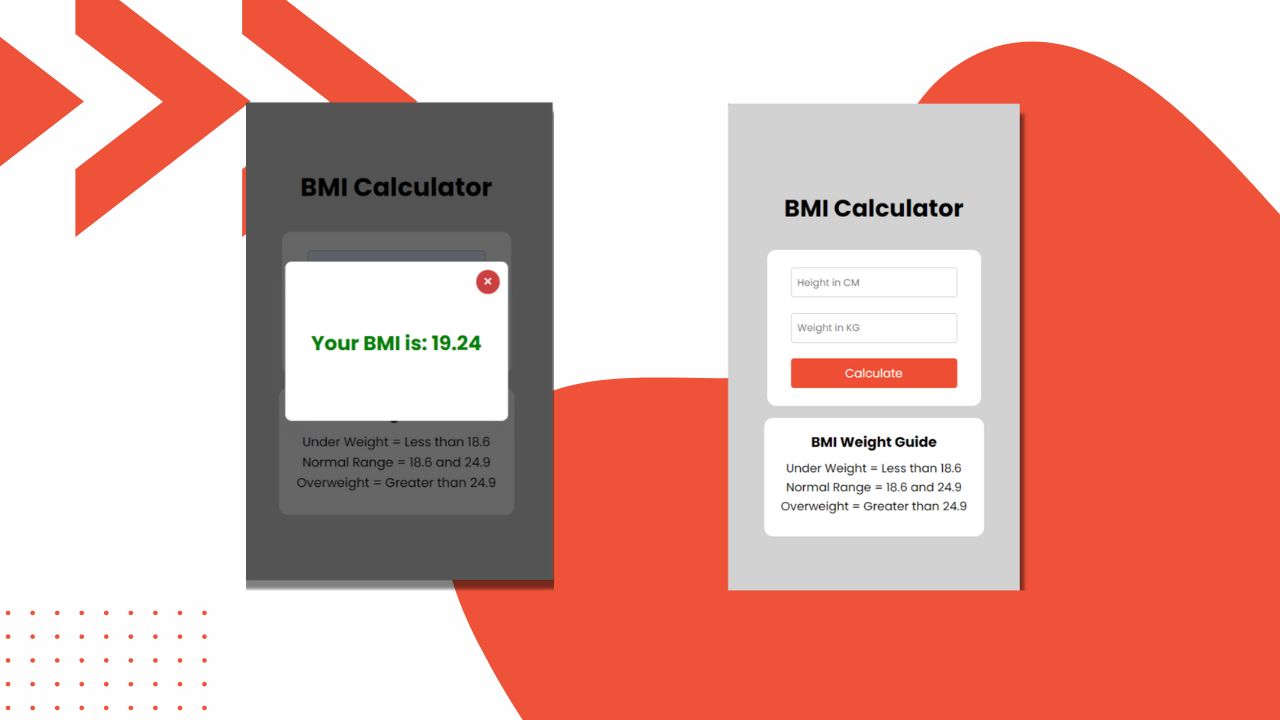 BMI Calculator
×
Your BMI is: 19.24
Under Weight = Less than 18.6
Normal Range = 18.6 and 24.9
Overweight = Greater than 24.9
BMI Calculator
Height in CM
Weight in KG
Calculate
BMI Weight Guide
Under Weight = Less than 18.6
Normal Range = 18.6 and 24.9
Overweight = Greater than 24.9